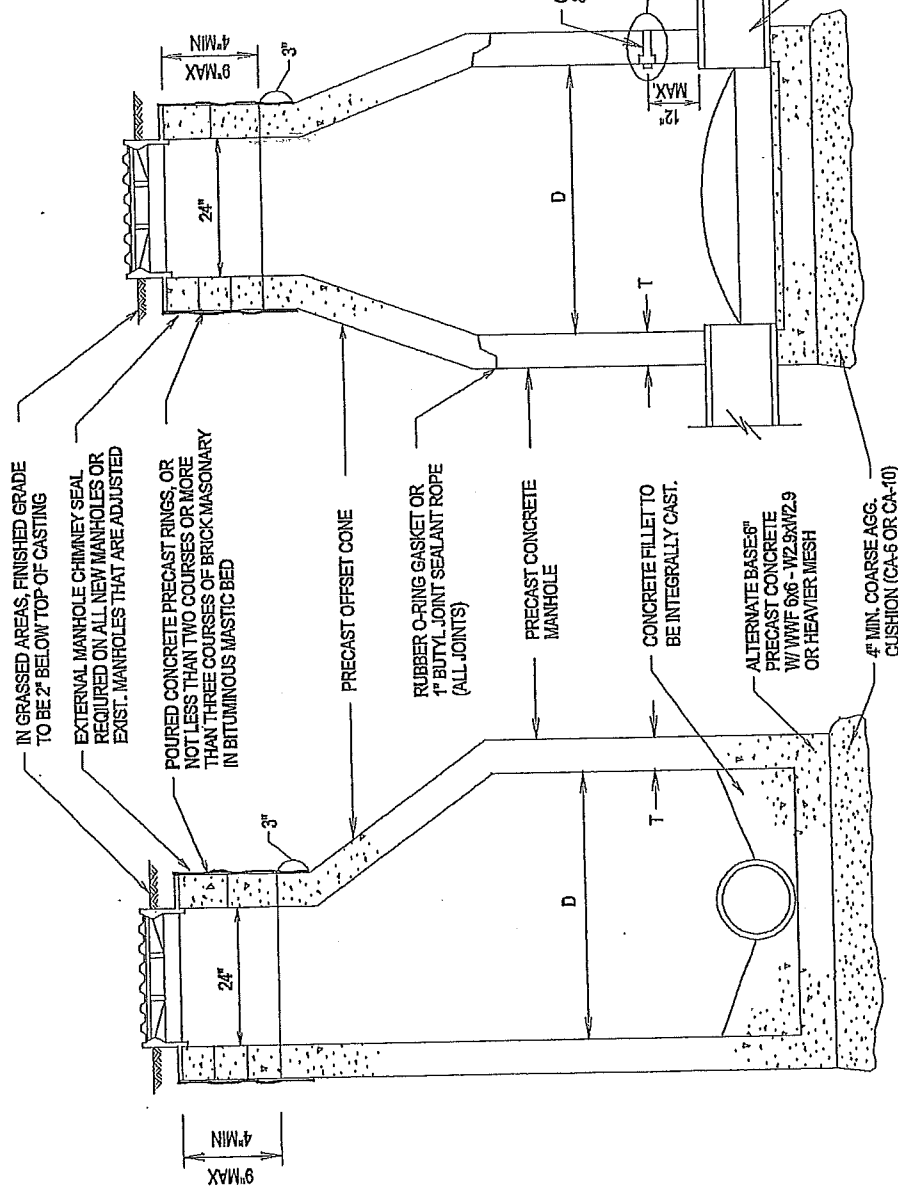 IN GRASSED AREAS, FINISHED GRADE
TO BE 2" BELOW TOP OF CASTING
EXTERNAL MANHOLE CHIMNEY SEAL
REQIURED ON ALL NEW MANHOLES OR
EXIST. MANHOLES THAT ARE ADJUSTED
POURED CONCRETE PRECAST RINGS, OR
NOT LESS THAN TWO COURSES OR MORE
THAN THREE COURSES OF BRICK MASONARY
IN BITUMINOUS MASTIC BED
PRECAST OFFSET CONE
RUBBER O-RING GASKET OR
1" BUTYL JOINT SEALANT ROPE
(ALL JOINTS)
PRECAST CONCRETE
MANHOLE
CONCRETE FILLET TO
BE INTEGRALLY CAST.
ALTERNATE BASE:6"
PRECAST CONCRETE
W/ WWF 6x6 - W2.9xW2.9
OR HEAVIER MESH
4" MIN. COARSE AGG.
CUSHION (CA-6 OR CA-10)
9"MAX
4"MIN
24"
3"
D
T
9"MAX
4"MIN
24"
3"
D
T
12"
MAX.